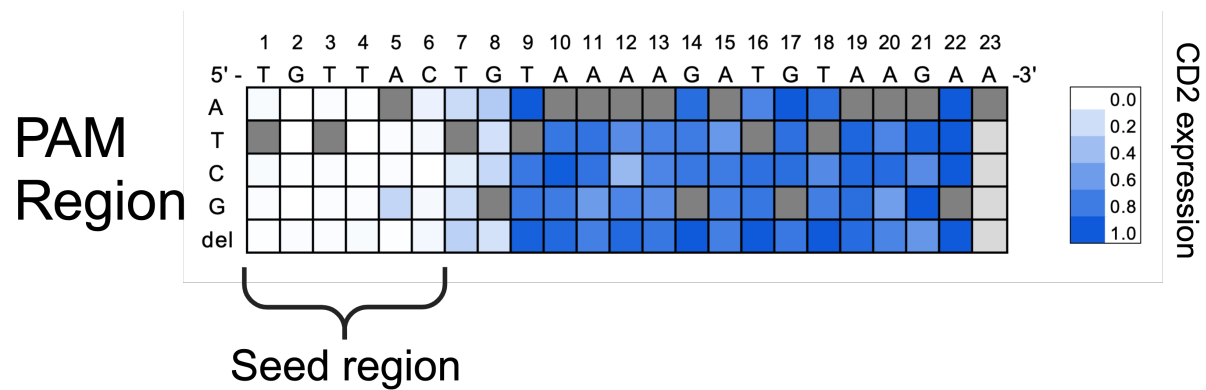 1 2 3 4 5 6 7 8 9 10 11 12 13 14 15 16 17 18 19 20 21 22 23
5' - T G T T A C T G T A A A A G A T G T A A G A A -3'
PAM
Region
A
T
C
G
del
0.0
0.2
0.4
0.6
0.8
1.0
CD2 expression
Seed region